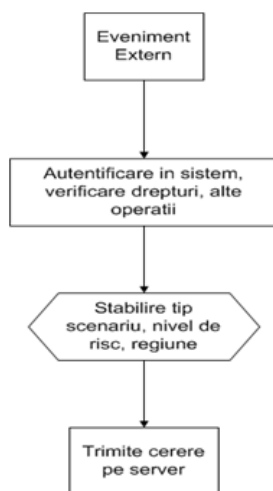 Eveniment
Extern
Autentificare in sistem,
verificare drepturi, alte
operatii
Stabilire tip
scenariu, nivel de
risc, regiune
Trimite cerere
pe server